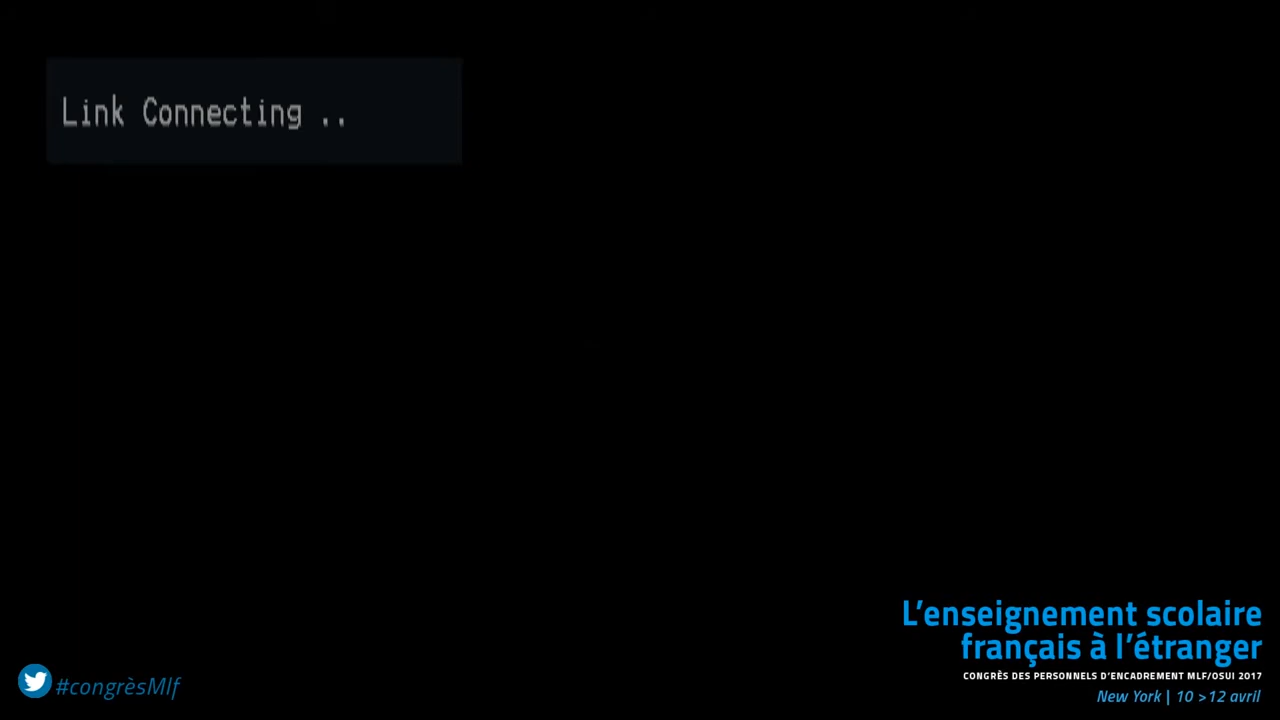 Link Connecting ..
L'enseignement scolaire
français à l'étranger
CONGRÈS DES PERSONNELS D'ENCADREMENT MLF/OSUI 2017
New York | 10 >12 avril
#congrèsMlf